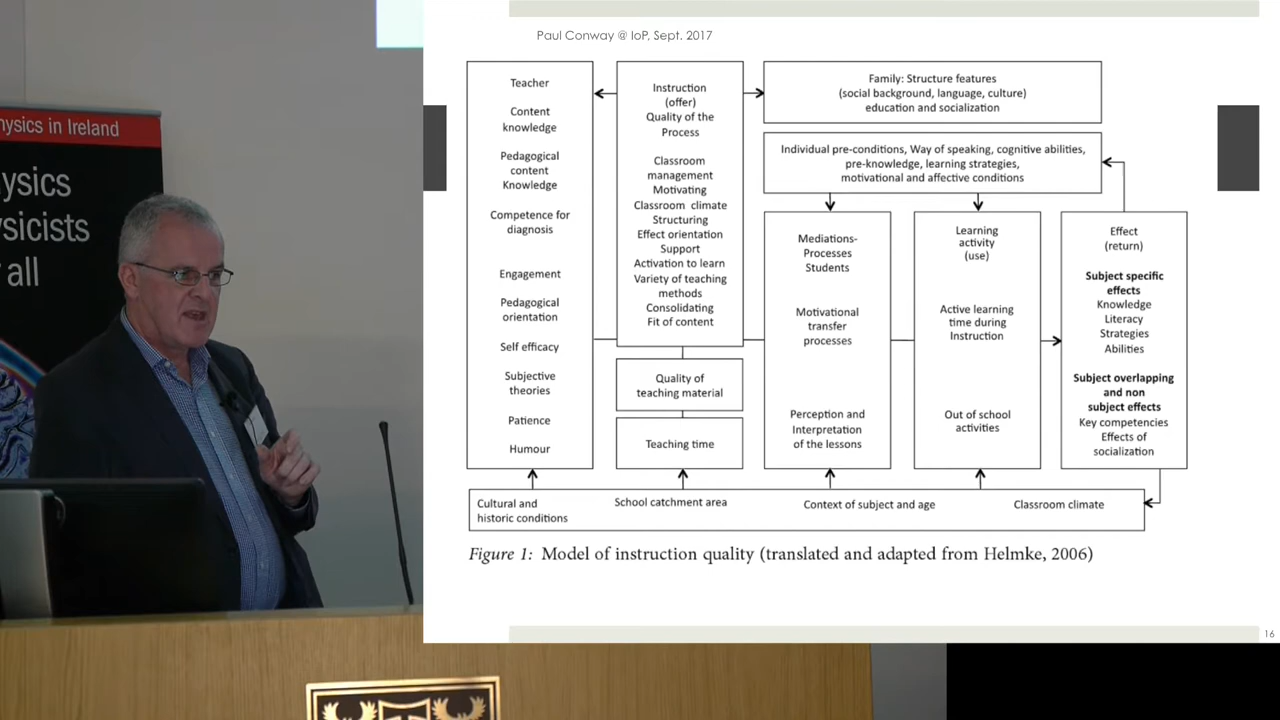 Paul Conway @ IoP, Sept. 2017
ysics in Ireland
ysics
sicists
all
Teacher
Content
knowledge
Pedagogical
content
Knowledge
Competence for
diagnosis
Engagement
Pedagogical
orientation
Self efficacy
Subjective
theories
Patience
Humour
Instruction
(offer)
Quality of the
Process
Classroom
management
Motivating
Classroom climate
Structuring
Effect orientation
Support
Activation to learn
Variety of teaching
methods
Consolidating
Fit of content
Quality of
teaching material
Teaching time
Family: Structure features
(social background, language, culture)
education and socialization
Individual pre-conditions, Way of speaking, cognitive abilities,
pre-knowledge, learning strategies,
motivational and affective conditions
Mediations-
Processes
Students
Motivational
transfer
processes
Perception and
Interpretation
of the lessons
Learning
activity
(use)
Active learning
time during
Instruction
Out of school
activities
Effect
(return)
Subject specific
effects
Knowledge
Literacy
Strategies
Abilities
Subject overlapping
and non
subject effects
Key competencies
Effects of
socialization
Cultural and
historic conditions
School catchment area
Context of subject and age
Classroom climate
Figure 1: Model of instruction quality (translated and adapted from Helmke, 2006)
16